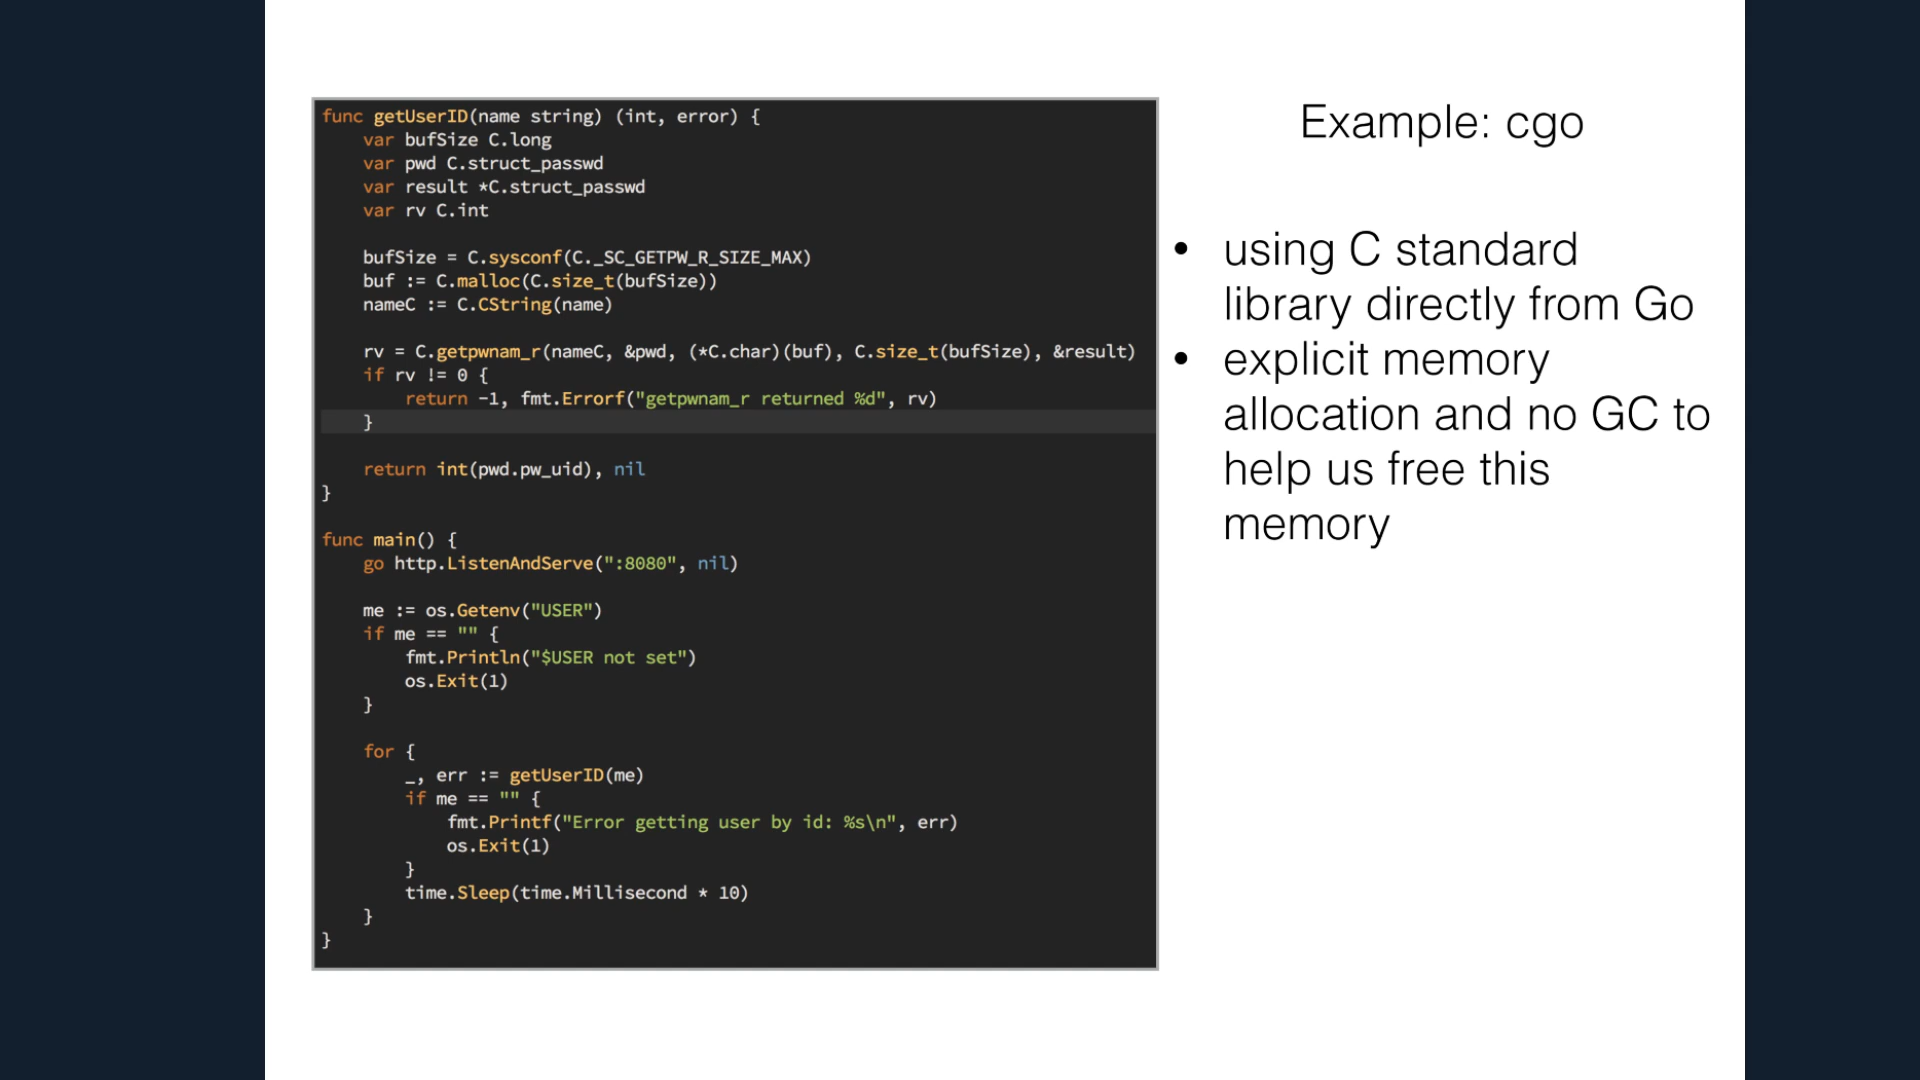 func getUserID(name string) (int, error) {
    var bufSize C.long
    var pwd C.struct_passwd
    var result *C.struct_passwd
    var rv C.int

    bufSize = C.sysconf(C._SC_GETPW_R_SIZE_MAX)
    buf := C.malloc(C.size_t(bufSize))
    nameC := C.CString(name)

    rv = C.getpwnam_r(nameC, &pwd, (*C.char)(buf), C.size_t(bufSize), &result)
    if rv != 0 {
        return -1, fmt.Errorf("getpwnam_r returned %d", rv)
    }

    return int(pwd.pw_uid), nil
}

func main() {
    go http.ListenAndServe(":8080", nil)

    me := os.Getenv("USER")
    if me == "" {
        fmt.Println("$USER not set")
        os.Exit(1)
    }

    for {
        _, err := getUserID(me)
        if me == "" {
            fmt.Printf("Error getting user by id: %s\n", err)
            os.Exit(1)
        }
        time.Sleep(time.Millisecond * 10)
    }
}
Example: cgo
• using C standard
library directly from Go
• explicit memory
allocation and no GC to
help us free this
memory